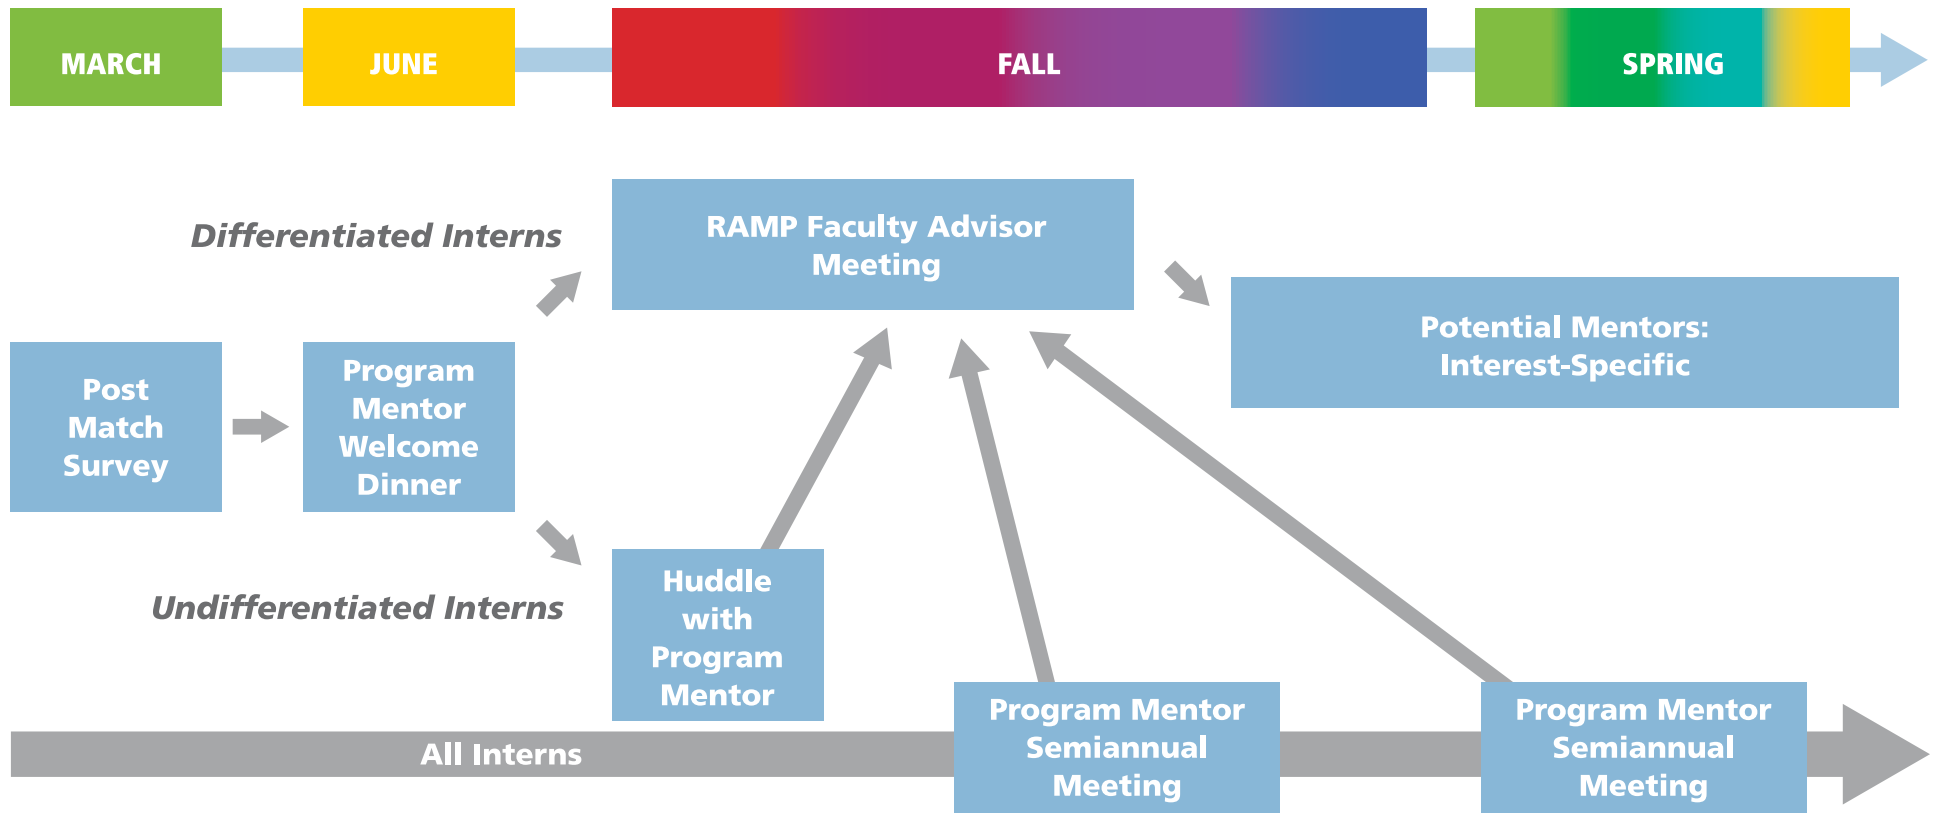 MARCH
JUNE
FALL
SPRING
Differentiated Interns
RAMP Faculty Advisor
Meeting
Potential Mentors:
Interest-Specific
Post
Match
Survey
Program
Mentor
Welcome
Dinner
Undifferentiated Interns
Huddle
with
Program
Mentor
All Interns
Program Mentor
Semiannual
Meeting
Program Mentor
Semiannual
Meeting